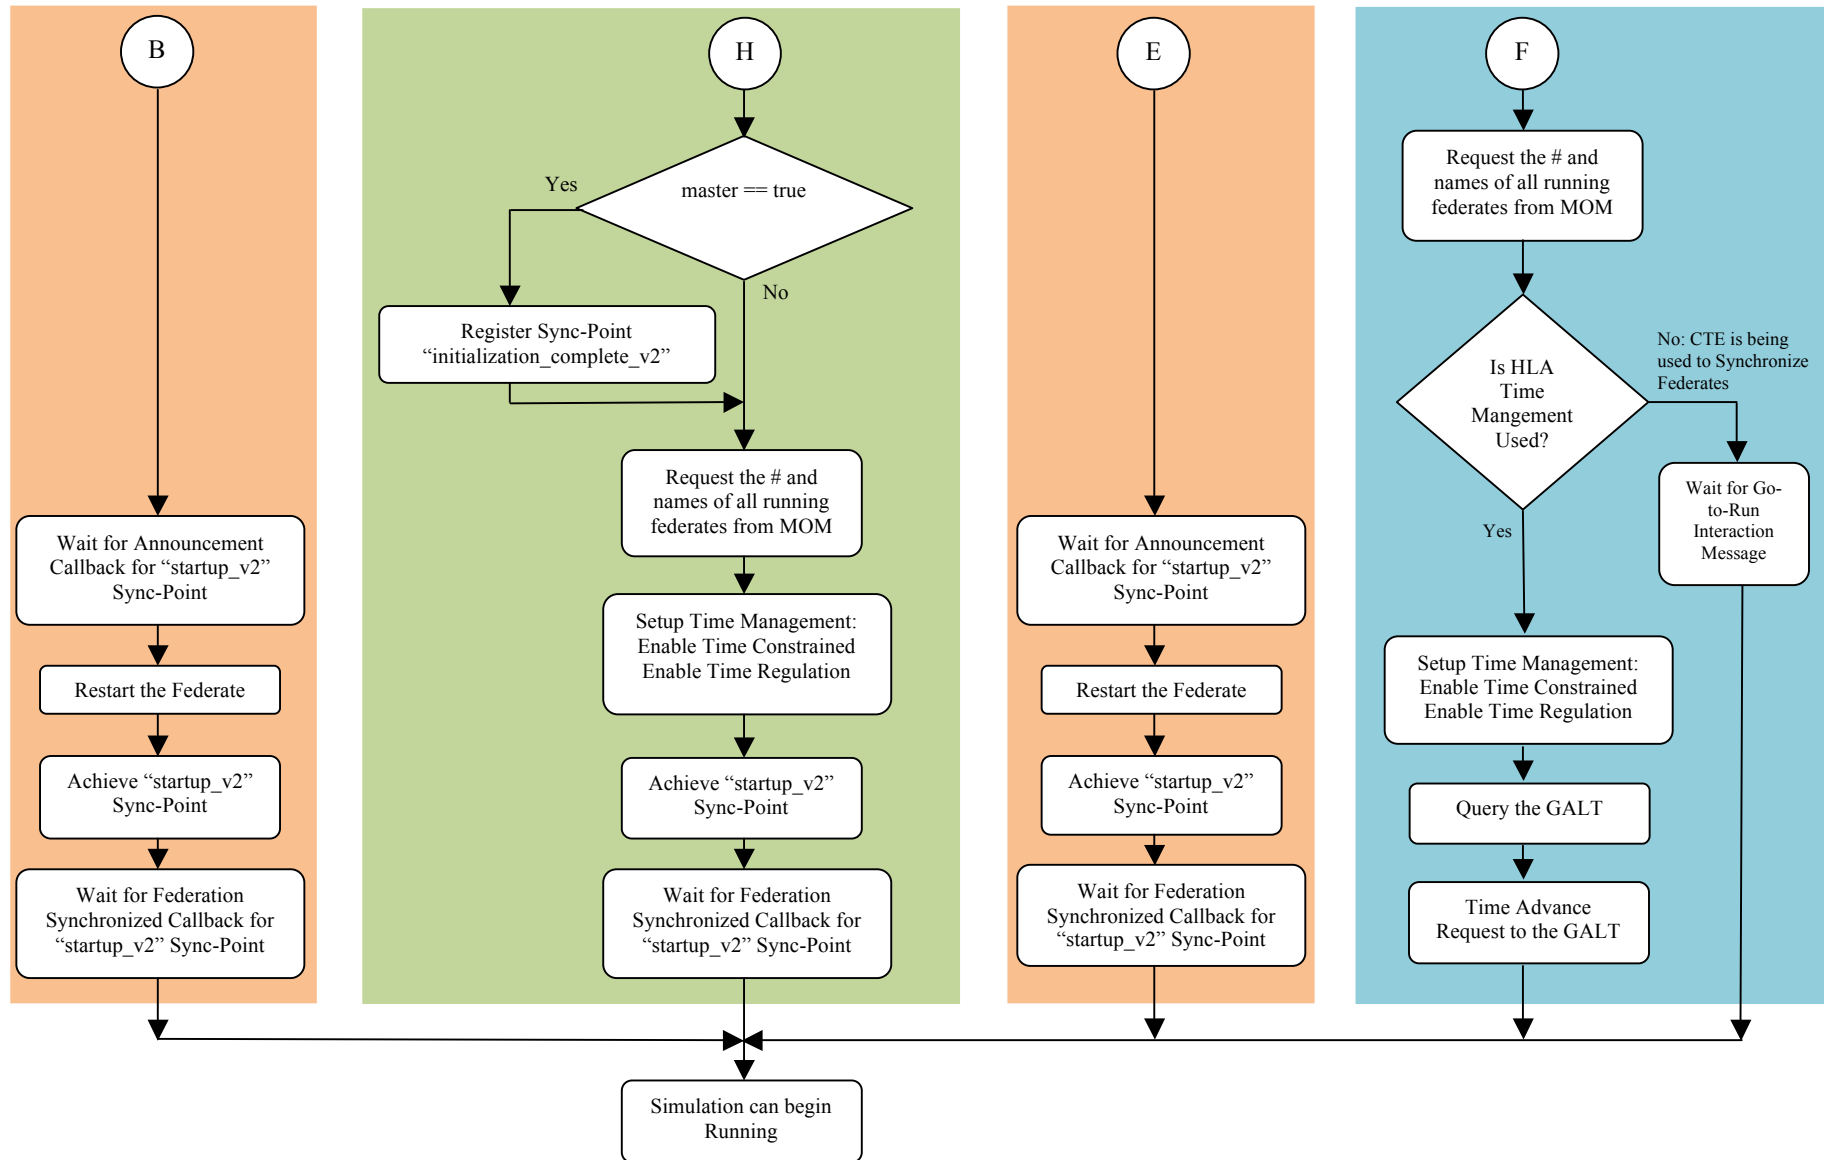 B
Wait for Announcement
Callback for “startup_v2”
Sync-Point
Restart the Federate
Achieve “startup_v2”
Sync-Point
Wait for Federation
Synchronized Callback for
“startup_v2” Sync-Point
H
master == true
Yes
No
Register Sync-Point
“initialization_complete_v2”
Request the # and
names of all running
federates from MOM
Setup Time Management:
Enable Time Constrained
Enable Time Regulation
Achieve “startup_v2”
Sync-Point
Wait for Federation
Synchronized Callback for
“startup_v2” Sync-Point
E
Wait for Announcement
Callback for “startup_v2”
Sync-Point
Restart the Federate
Achieve “startup_v2”
Sync-Point
Wait for Federation
Synchronized Callback for
“startup_v2” Sync-Point
F
Request the # and
names of all running
federates from MOM
Is HLA
Time
Mangement
Used?
No: CTE is being
used to Synchronize
Federates
Wait for Go-
to-Run
Interaction
Message
Yes
Setup Time Management:
Enable Time Constrained
Enable Time Regulation
Query the GALT
Time Advance
Request to the GALT
Simulation can begin
Running